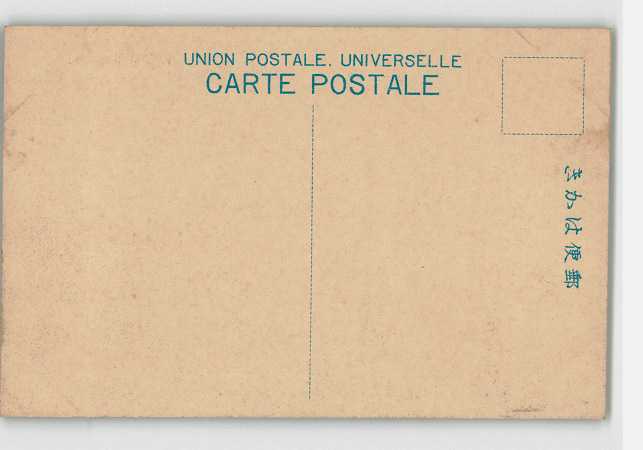 UNION POSTALE. UNIVERSELLE
CARTE POSTALE
郵便はかき